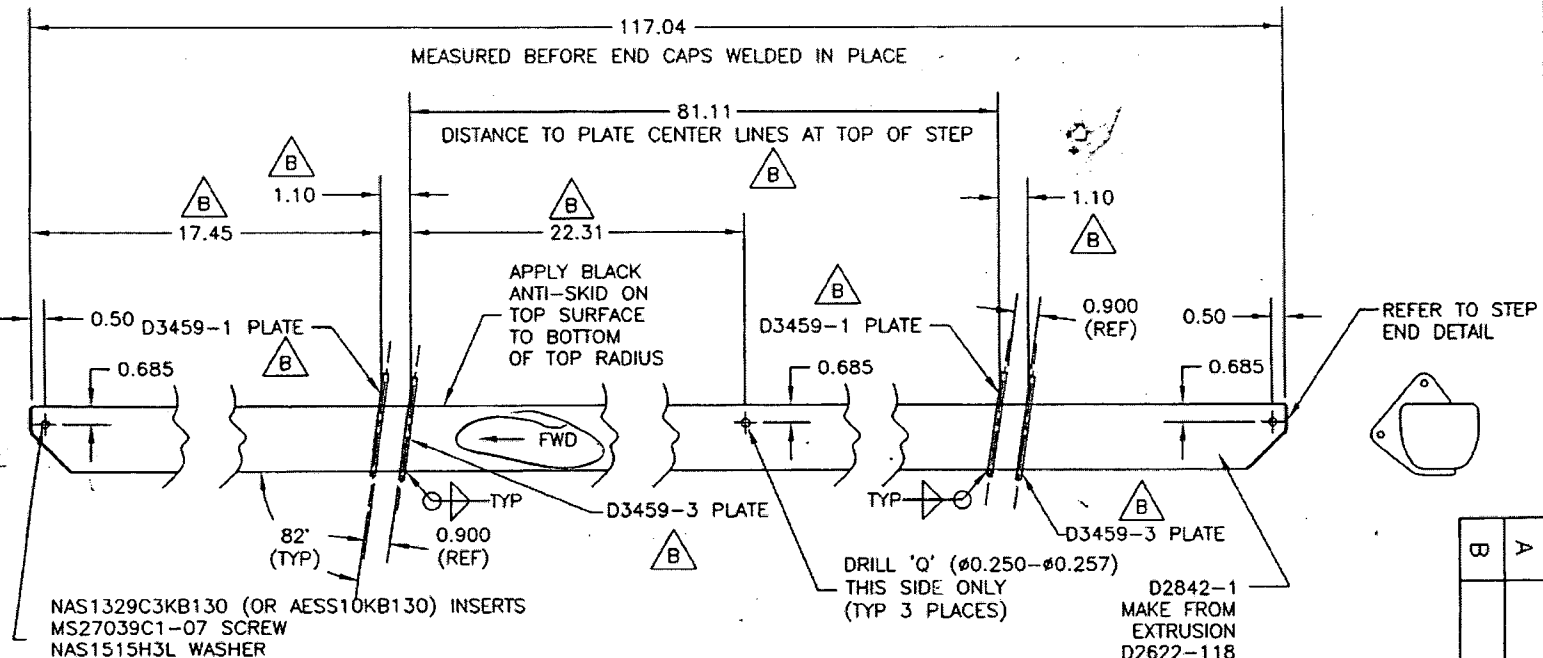 117.04
MEASURED BEFORE END CAPS WELDED IN PLACE
81.11
DISTANCE TO PLATE CENTER LINES AT TOP OF STEP
B
B
B
1.10
B
1.10
B
17.45
22.31
B
APPLY BLACK
ANTI-SKID ON
TOP SURFACE
TO BOTTOM
OF TOP RADIUS
B
0.50
D3459-1 PLATE
B
D3459-1 PLATE
0.900
(REF)
0.50
REFER TO STEP
END DETAIL
0.685
0.685
0.685
FWD
TYP
D3459-3 PLATE
B
TYP
D3459-3 PLATE
B
82°
(TYP)
0.900
(REF)
DRILL 'Q' (ø0.250-ø0.257)
THIS SIDE ONLY
(TYP 3 PLACES)
D2842-1
MAKE FROM
EXTRUSION
D2622-118
NAS1329C3KB130 (OR AESS10KB130) INSERTS
MS27039C1-07 SCREW
NAS1515H3L WASHER
A
B